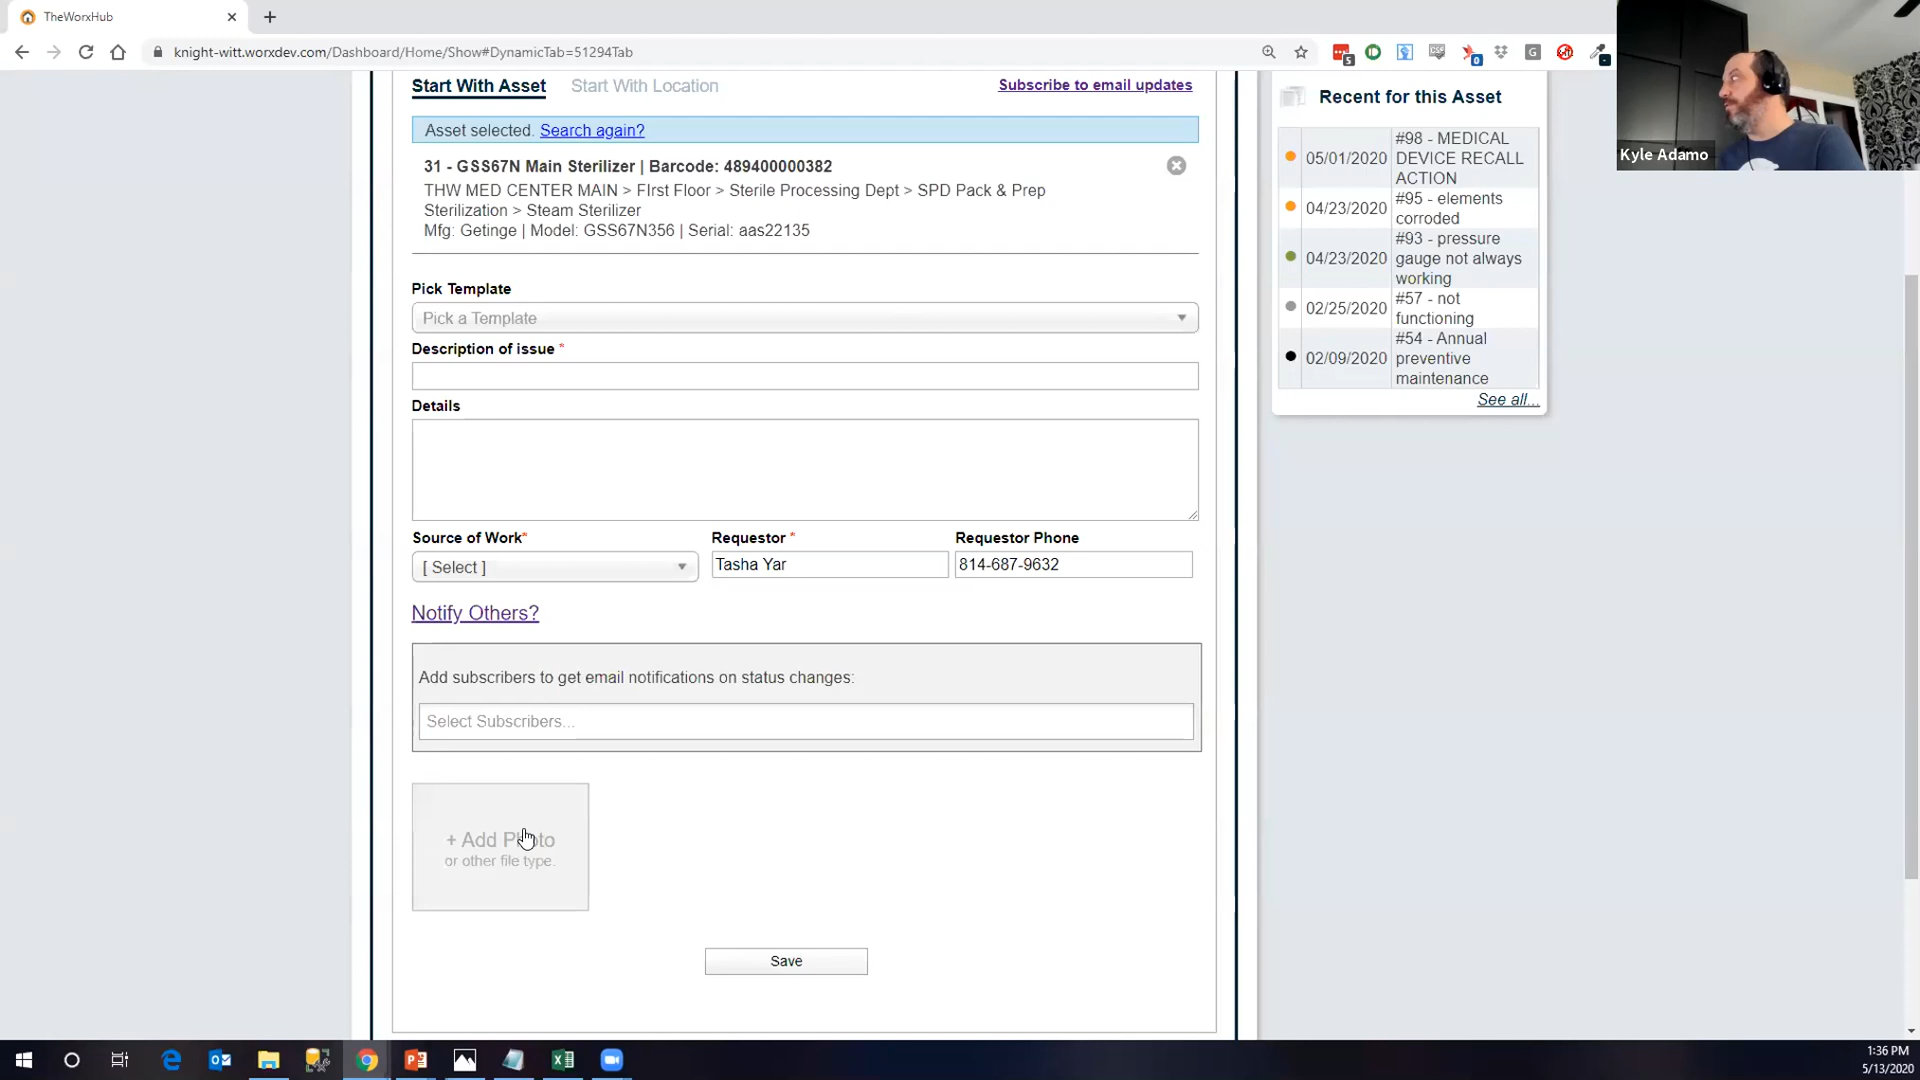 TheWorxHub
knight-witt.worxdev.com/Dashboard/Home/Show#DynamicTab=51294Tab
Start With Asset
Start With Location
Subscribe to email updates
Asset selected. Search again?
31 - GSS67N Main Sterilizer | Barcode: 489400000382
THW MED CENTER MAIN > FIrst Floor > Sterile Processing Dept > SPD Pack & Prep
Sterilization > Steam Sterilizer
Mfg: Getinge | Model: GSS67N356 | Serial: aas22135
Pick Template
Pick a Template
Description of issue *
Details
Source of Work*
Requestor *
Requestor Phone
[ Select ]
Tasha Yar
814-687-9632
Notify Others?
Add subscribers to get email notifications on status changes:
Select Subscribers...
+ Add Photo
or other file type.
Save
Recent for this Asset
05/01/2020
#98 - MEDICAL
DEVICE RECALL
ACTION
04/23/2020
#95 - elements
corroded
04/23/2020
#93 - pressure
gauge not always
working
02/25/2020
#57 - not
functioning
02/09/2020
#54 - Annual
preventive
maintenance
See all...
Kyle Adamo
1:36 PM
5/13/2020